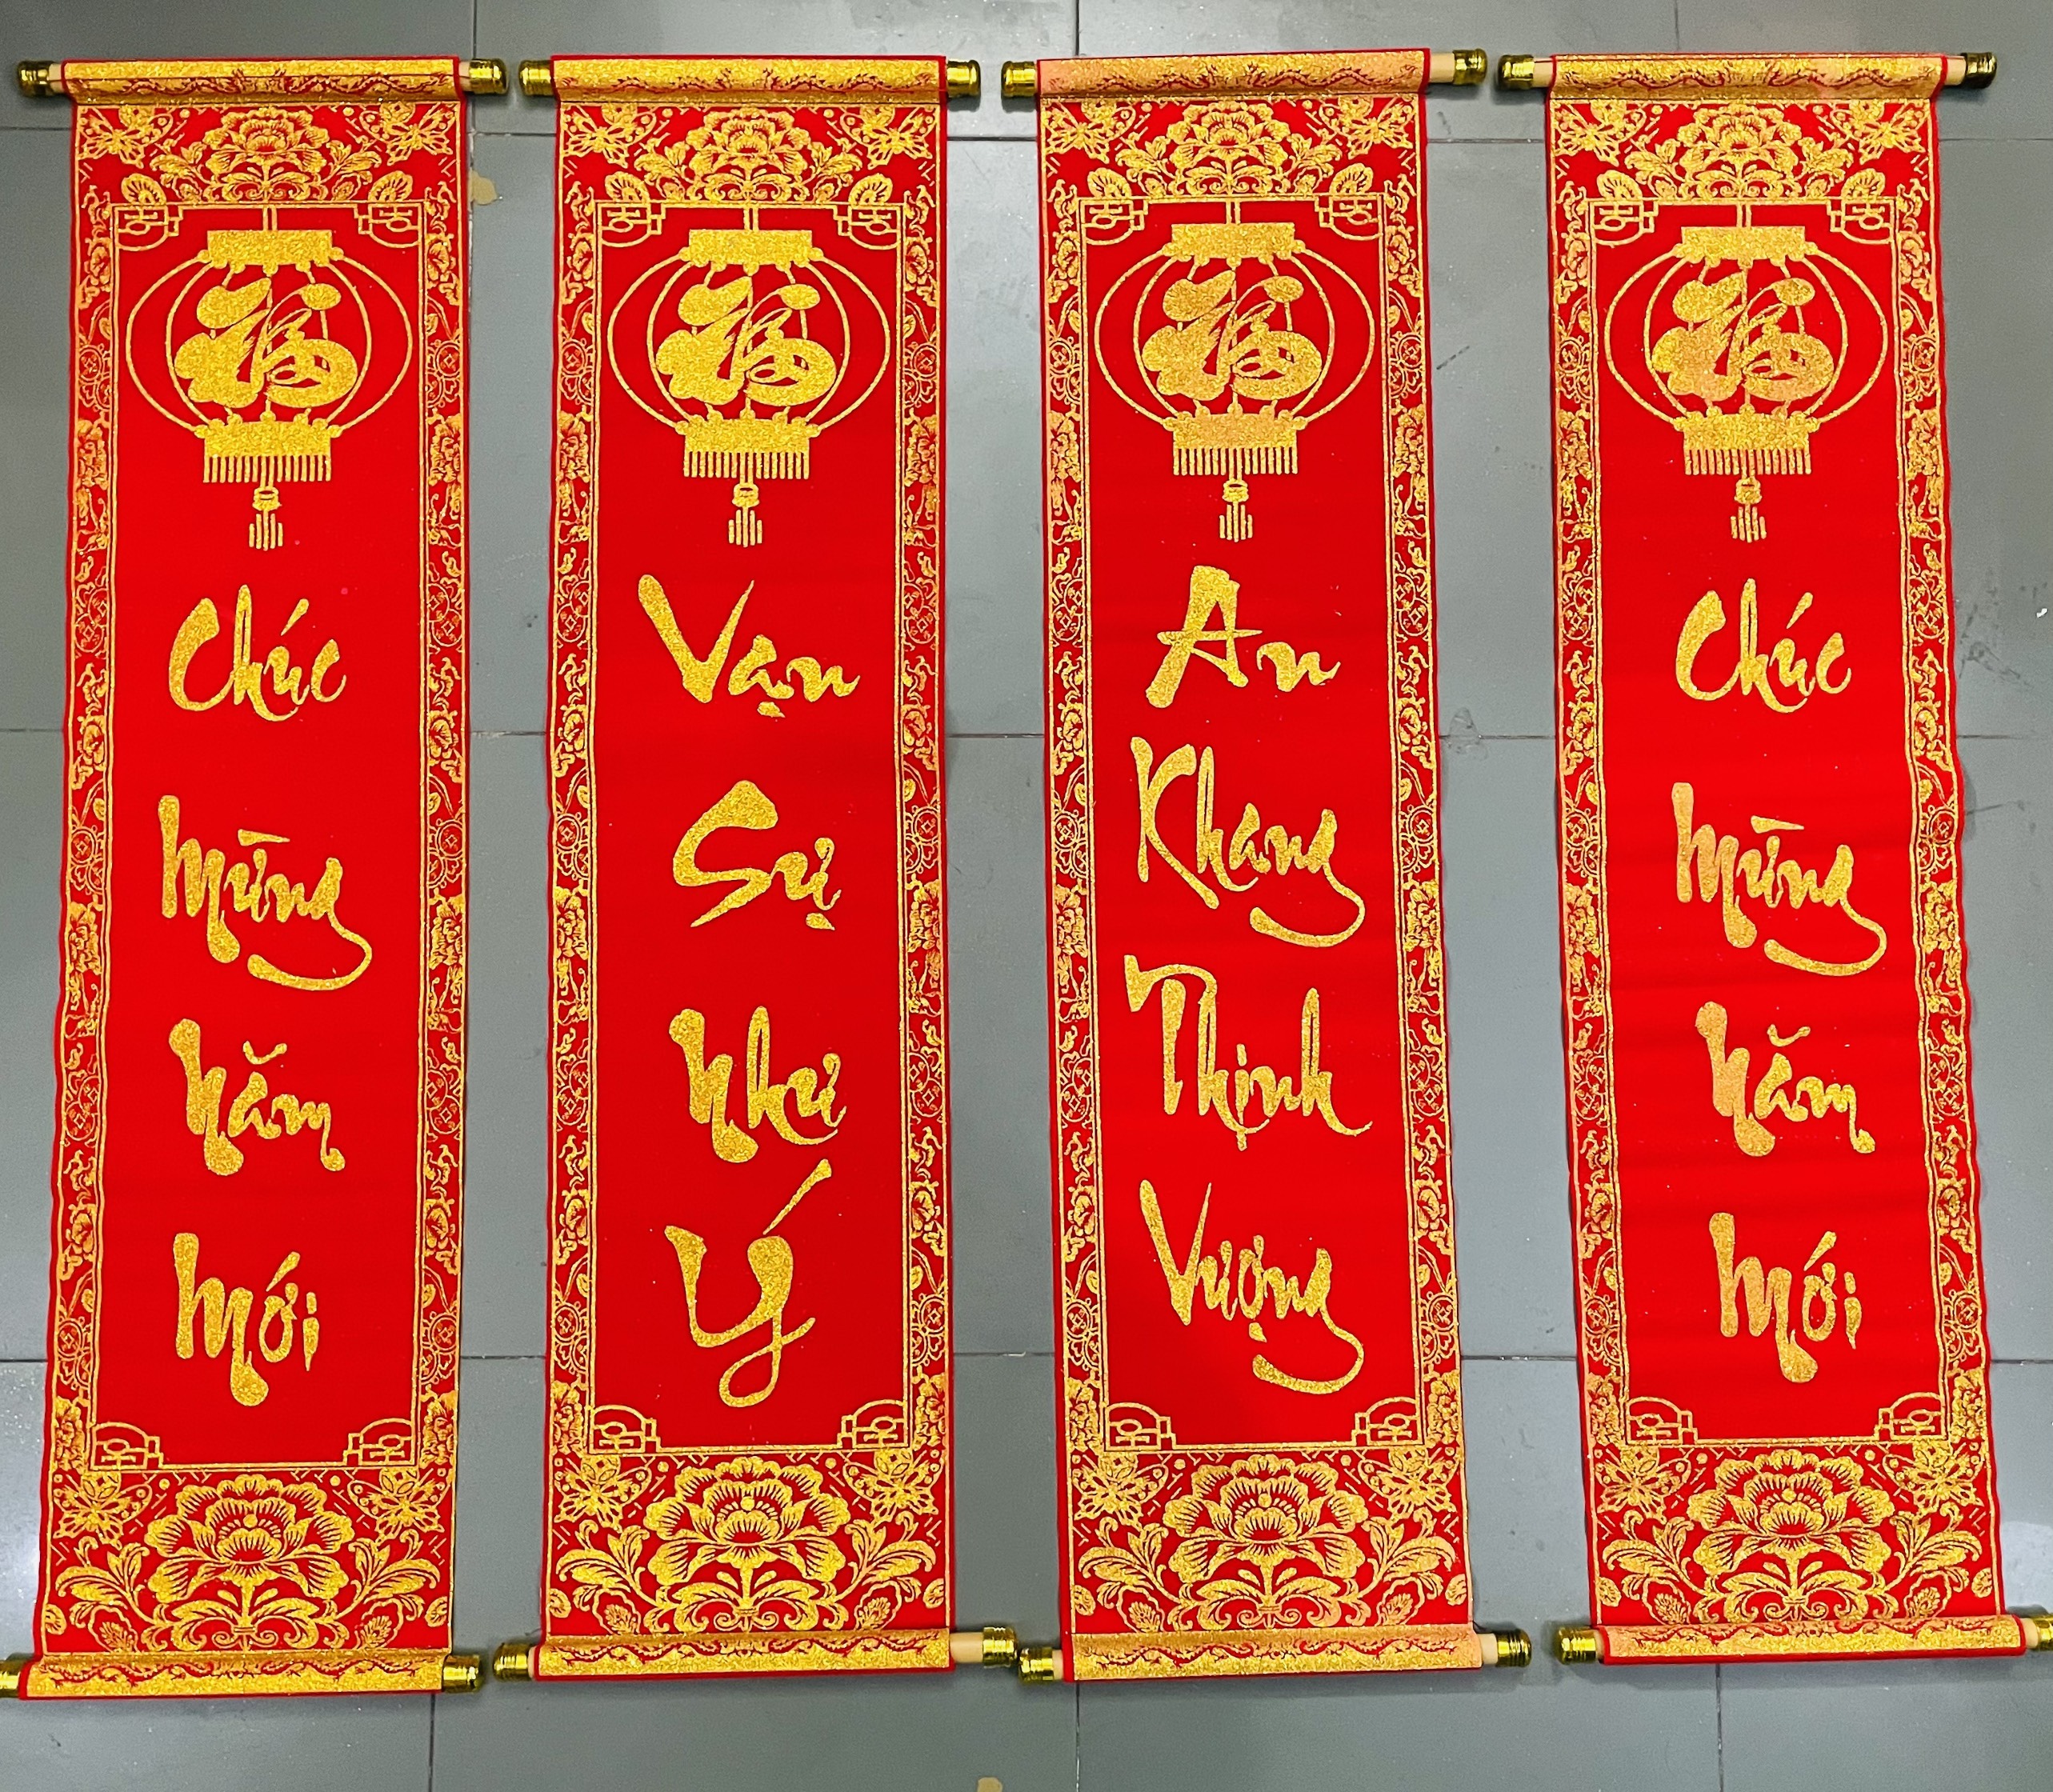 福
Chúc
Mừng
Năm
Mới
福
Vạn
Sự
Như
Ý
福
An
Khang
Thịnh
Vượng
福
Chúc
Mừng
Năm
Mới